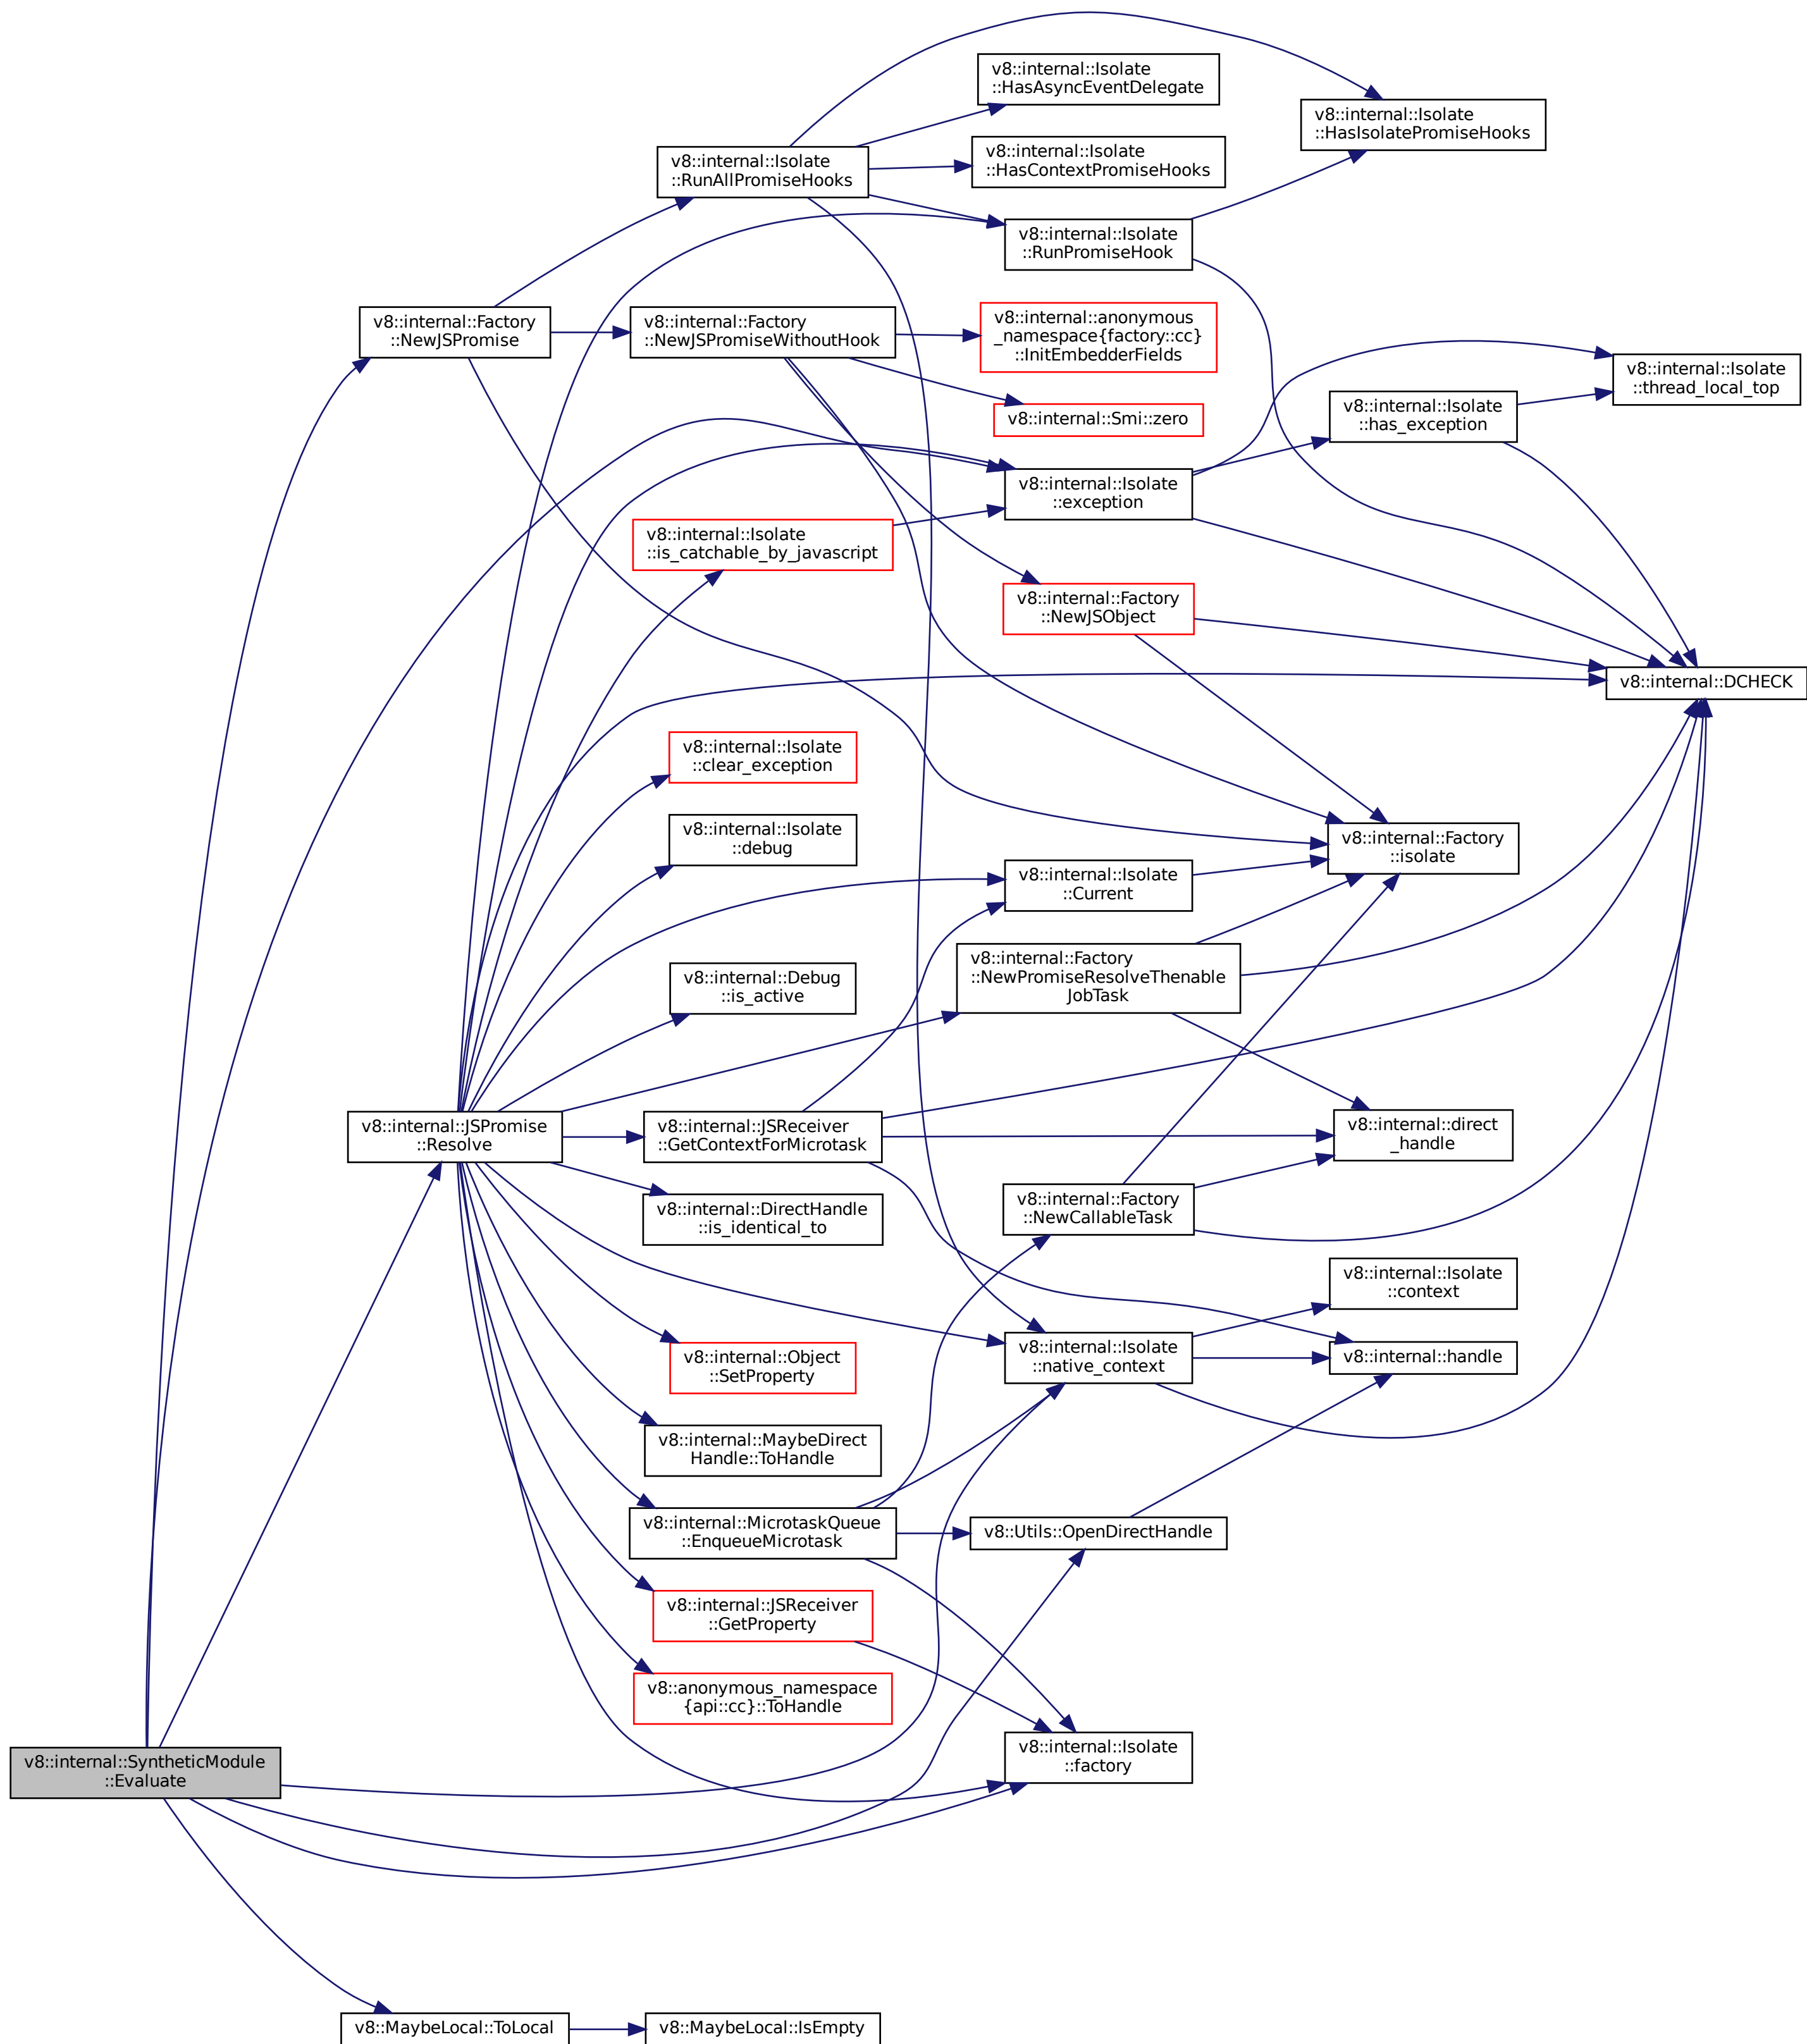 v8::internal::Isolate
::HasAsyncEventDelegate
v8::internal::Isolate
::HasIsolatePromiseHooks
v8::internal::Isolate
::RunAllPromiseHooks
v8::internal::Isolate
::HasContextPromiseHooks
v8::internal::Isolate
::RunPromiseHook
v8::internal::Factory
::NewJSPromise
v8::internal::Factory
::NewJSPromiseWithoutHook
v8::internal::anonymous
_namespace{factory::cc}
::InitEmbedderFields
v8::internal::Isolate
::thread_local_top
v8::internal::Smi::zero
v8::internal::Isolate
::has_exception
v8::internal::Isolate
::exception
v8::internal::Isolate
::is_catchable_by_javascript
v8::internal::Factory
::NewJSObject
v8::internal::DCHECK
v8::internal::Isolate
::clear_exception
v8::internal::Isolate
::debug
v8::internal::Factory
::isolate
v8::internal::Isolate
::Current
v8::internal::Debug
::is_active
v8::internal::Factory
::NewPromiseResolveThenable
JobTask
v8::internal::JSPromise
::Resolve
v8::internal::JSReceiver
::GetContextForMicrotask
v8::internal::direct
_handle
v8::internal::DirectHandle
::is_identical_to
v8::internal::Factory
::NewCallableTask
v8::internal::Isolate
::context
v8::internal::Object
::SetProperty
v8::internal::Isolate
::native_context
v8::internal::handle
v8::internal::MaybeDirect
Handle::ToHandle
v8::internal::MicrotaskQueue
::EnqueueMicrotask
v8::Utils::OpenDirectHandle
v8::internal::JSReceiver
::GetProperty
v8::anonymous_namespace
{api::cc}::ToHandle
v8::internal::SyntheticModule
::Evaluate
v8::internal::Isolate
::factory
v8::MaybeLocal::ToLocal
v8::MaybeLocal::IsEmpty